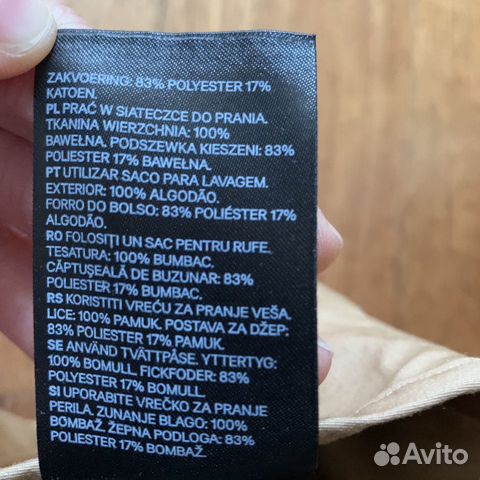 ZAKVOERING: 83% POLYESTER 17%
KATOEN.
PL PRAĆ W SIATECZCE DO PRANIA.
TKANINA WIERZCHNIA: 100%
BAWEŁNA. PODSZEWKA KIESZENI: 83%
POLIESTER 17% BAWEŁNA.
PT UTILIZAR SACO PARA LAVAGEM.
EXTERIOR: 100% ALGODÃO.
FORRO DO BOLSO: 83% POLIÉSTER 17%
ALGODÃO.
RO FOLOSIȚI UN SAC PENTRU RUFE.
ȚESATURA: 100% BUMBAC.
CĂPTUȘEALĂ DE BUZUNAR: 83%
POLIESTER 17% BUMBAC.
RS KORISTITI VREĆU ZA PRANJE VEŠA.
LICE: 100% PAMUK. POSTAVA ZA DŽEP:
83% POLIESTER 17% PAMUK.
SE ANVÄND TVÄTTPÅSE. YTTERTYG:
100% BOMULL. FICKFODER: 83%
POLYESTER 17% BOMULL.
SI UPORABITE VREČKO ZA PRANJE
PERILA, ZUNANJE BLAGO: 100%
BOMBAŽ. ŽEPNA PODLOGA: 83%
POLIESTER 17% BOMBAŽ.
Avito